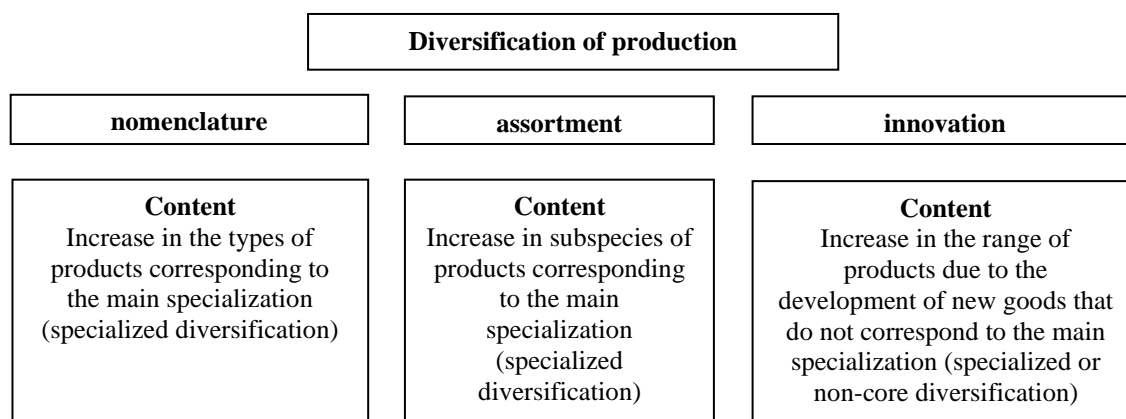 Diversification of production
nomenclature
assortment
innovation
Content
Increase in the types of
products corresponding to
the main specialization
(specialized diversification)
Content
Increase in subspecies of
products corresponding
to the main
specialization
(specialized
diversification)
Content
Increase in the range of
products due to the
development of new goods that
do not correspond to the main
specialization (specialized or
non-core diversification)